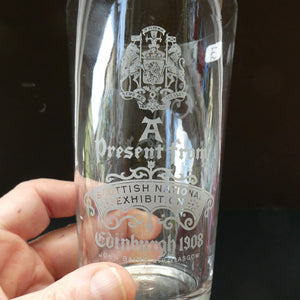 A
Present from
SCOTTISH NATIONAL
EXHIBITION
Edinburgh 1908
E